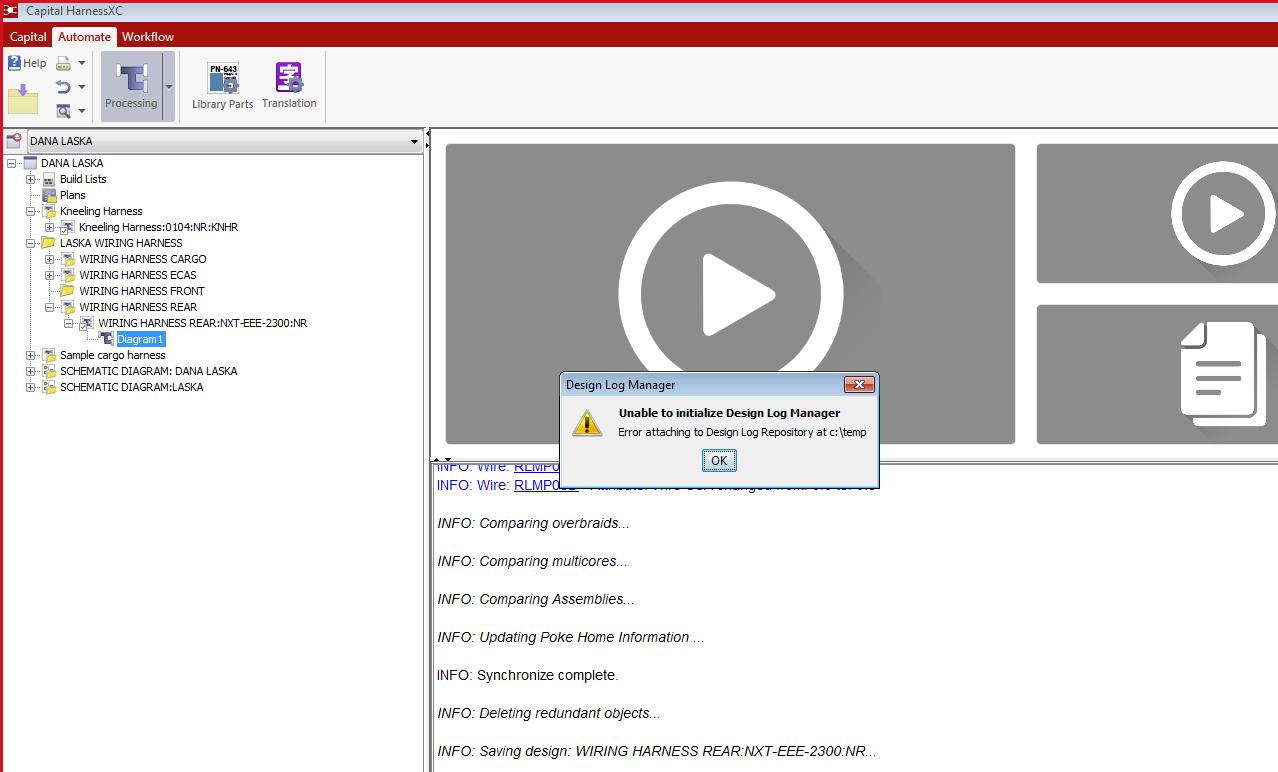 Capital HarnessXC
Capital Automate Workflow
Help
Processing
PN-643
Library Parts
字
Translation
DANA LASKA
DANA LASKA
Build Lists
Plans
Kneeling Harness
Kneeling Harness:0104:NR:KNHR
LASKA WIRING HARNESS
WIRING HARNESS CARGO
WIRING HARNESS ECAS
WIRING HARNESS FRONT
WIRING HARNESS REAR
WIRING HARNESS REAR:NXT-EEE-2300:NR
Diagram1
Sample cargo harness
SCHEMATIC DIAGRAM: DANA LASKA
SCHEMATIC DIAGRAM:LASKA
Design Log Manager
Unable to initialize Design Log Manager
Error attaching to Design Log Repository at c:\temp
OK
INFO: Wire:
INFO: Wire:
INFO: Comparing overbraids...
INFO: Comparing multicores...
INFO: Comparing Assemblies...
INFO: Updating Poke Home Information ...
INFO: Synchronize complete.
INFO: Deleting redundant objects...
INFO: Saving design: WIRING HARNESS REAR:NXT-EEE-2300:NR...